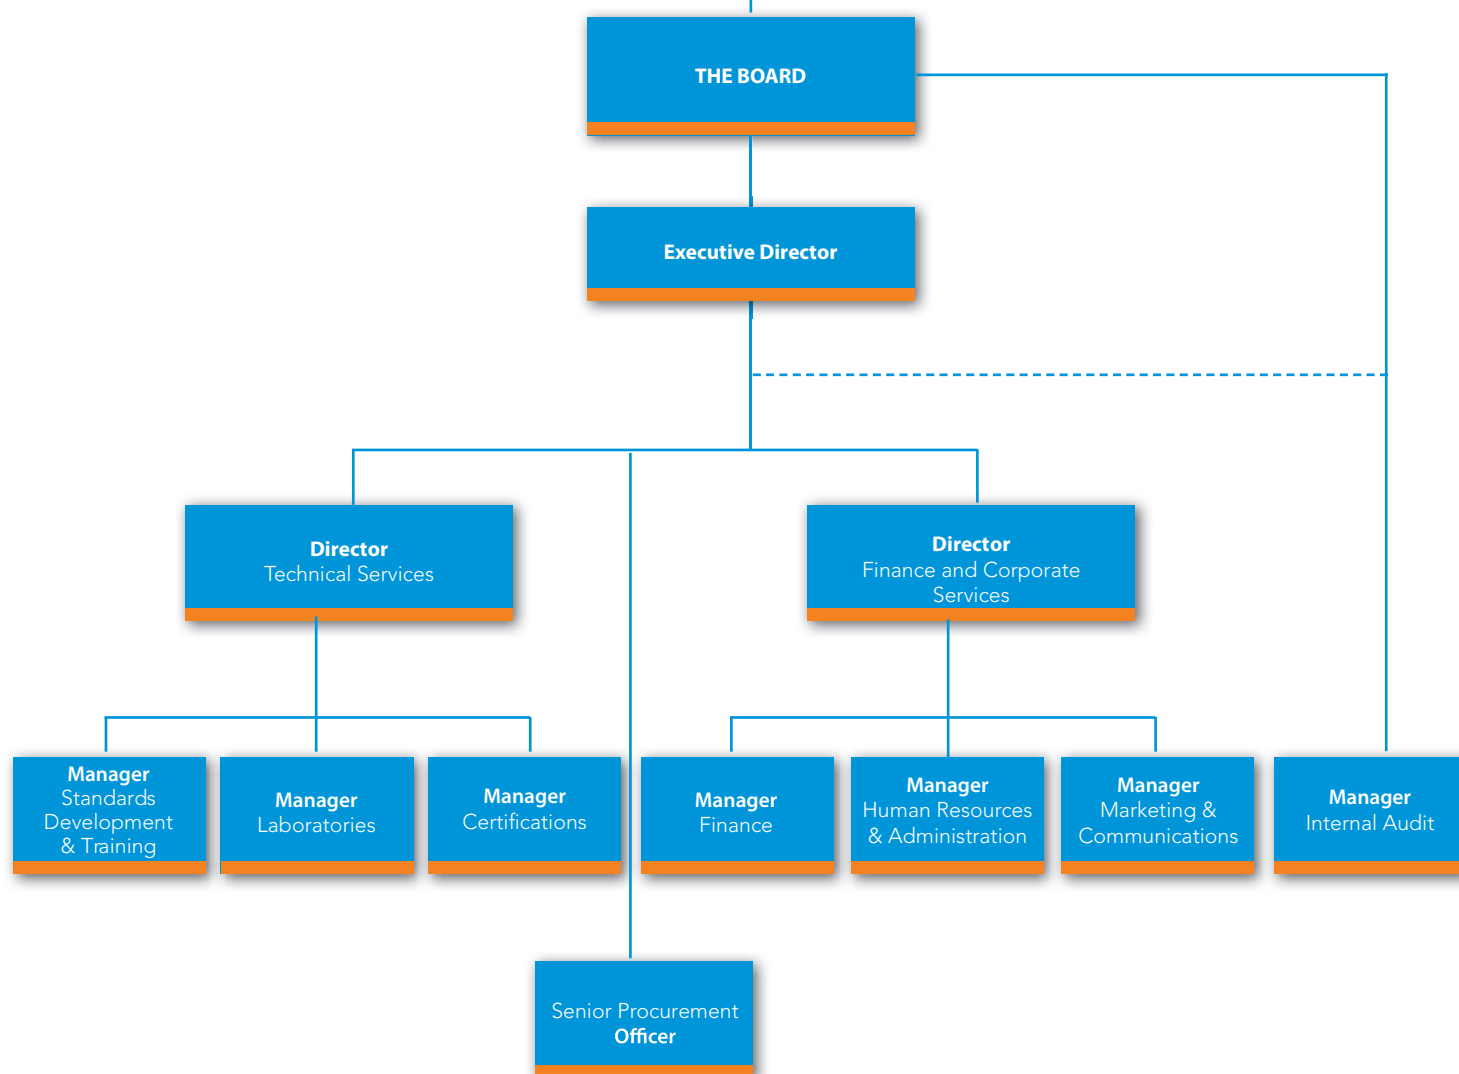 THE BOARD
Executive Director
Director
Technical Services
Director
Finance and Corporate
Services
Manager
Standards
Development
& Training
Manager
Laboratories
Manager
Certifications
Manager
Finance
Manager
Human Resources
& Administration
Manager
Marketing &
Communications
Manager
Internal Audit
Senior Procurement
Officer